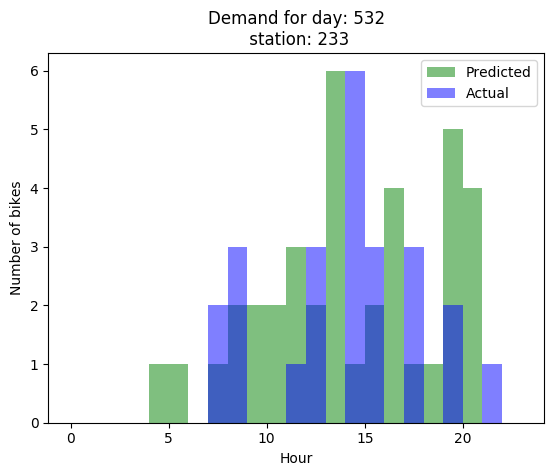 Demand for day: 532
station: 233
Predicted
Actual
Number of bikes
6
5
4
3
2
1
0
0 5 10 15 20
Hour